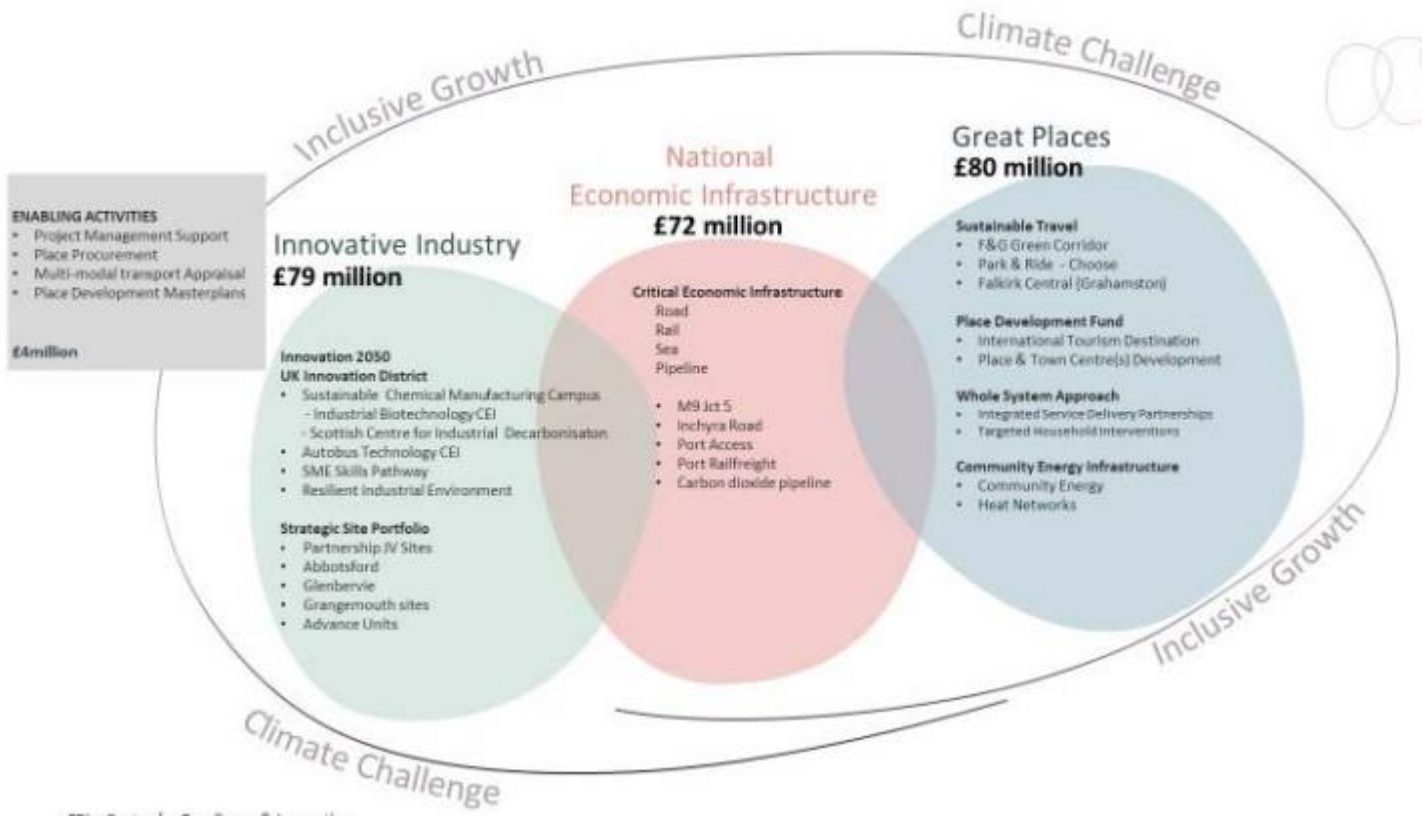 Inclusive Growth
Climate Challenge
ENABLING ACTIVITIES
• Project Management Support
• Place Procurement
• Multi-modal transport Appraisal
• Place Development Masterplans
£4million
Innovative Industry
£79 million
Innovation 2050
UK Innovation District
• Sustainable Chemical Manufacturing Campus
- Industrial Biotechnology CEI
- Scottish Centre for Industrial Decarbonisaton
• Autobus Technology CEI
• SME Skills Pathway
• Resilient Industrial Environment
Strategic Site Portfolio
• Partnership JV Sites
• Abbotsford
• Glenbervie
• Grangemouth sites
• Advance Units
National
Economic Infrastructure
£72 million
Critical Economic Infrastructure
Road
Rail
Sea
Pipeline
• M9 Jct 5
• Inchyra Road
• Port Access
• Port Railfreight
• Carbon dioxide pipeline
Great Places
£80 million
Sustainable Travel
• F&G Green Corridor
• Park & Ride - Choose
• Falkirk Central (Grahamston)
Place Development Fund
• International Tourism Destination
• Place & Town Centre(s) Development
Whole System Approach
• Integrated Service Delivery Partnerships
• Targeted Household Interventions
Community Energy Infrastructure
• Community Energy
• Heat Networks
Inclusive Growth
Climate Challenge